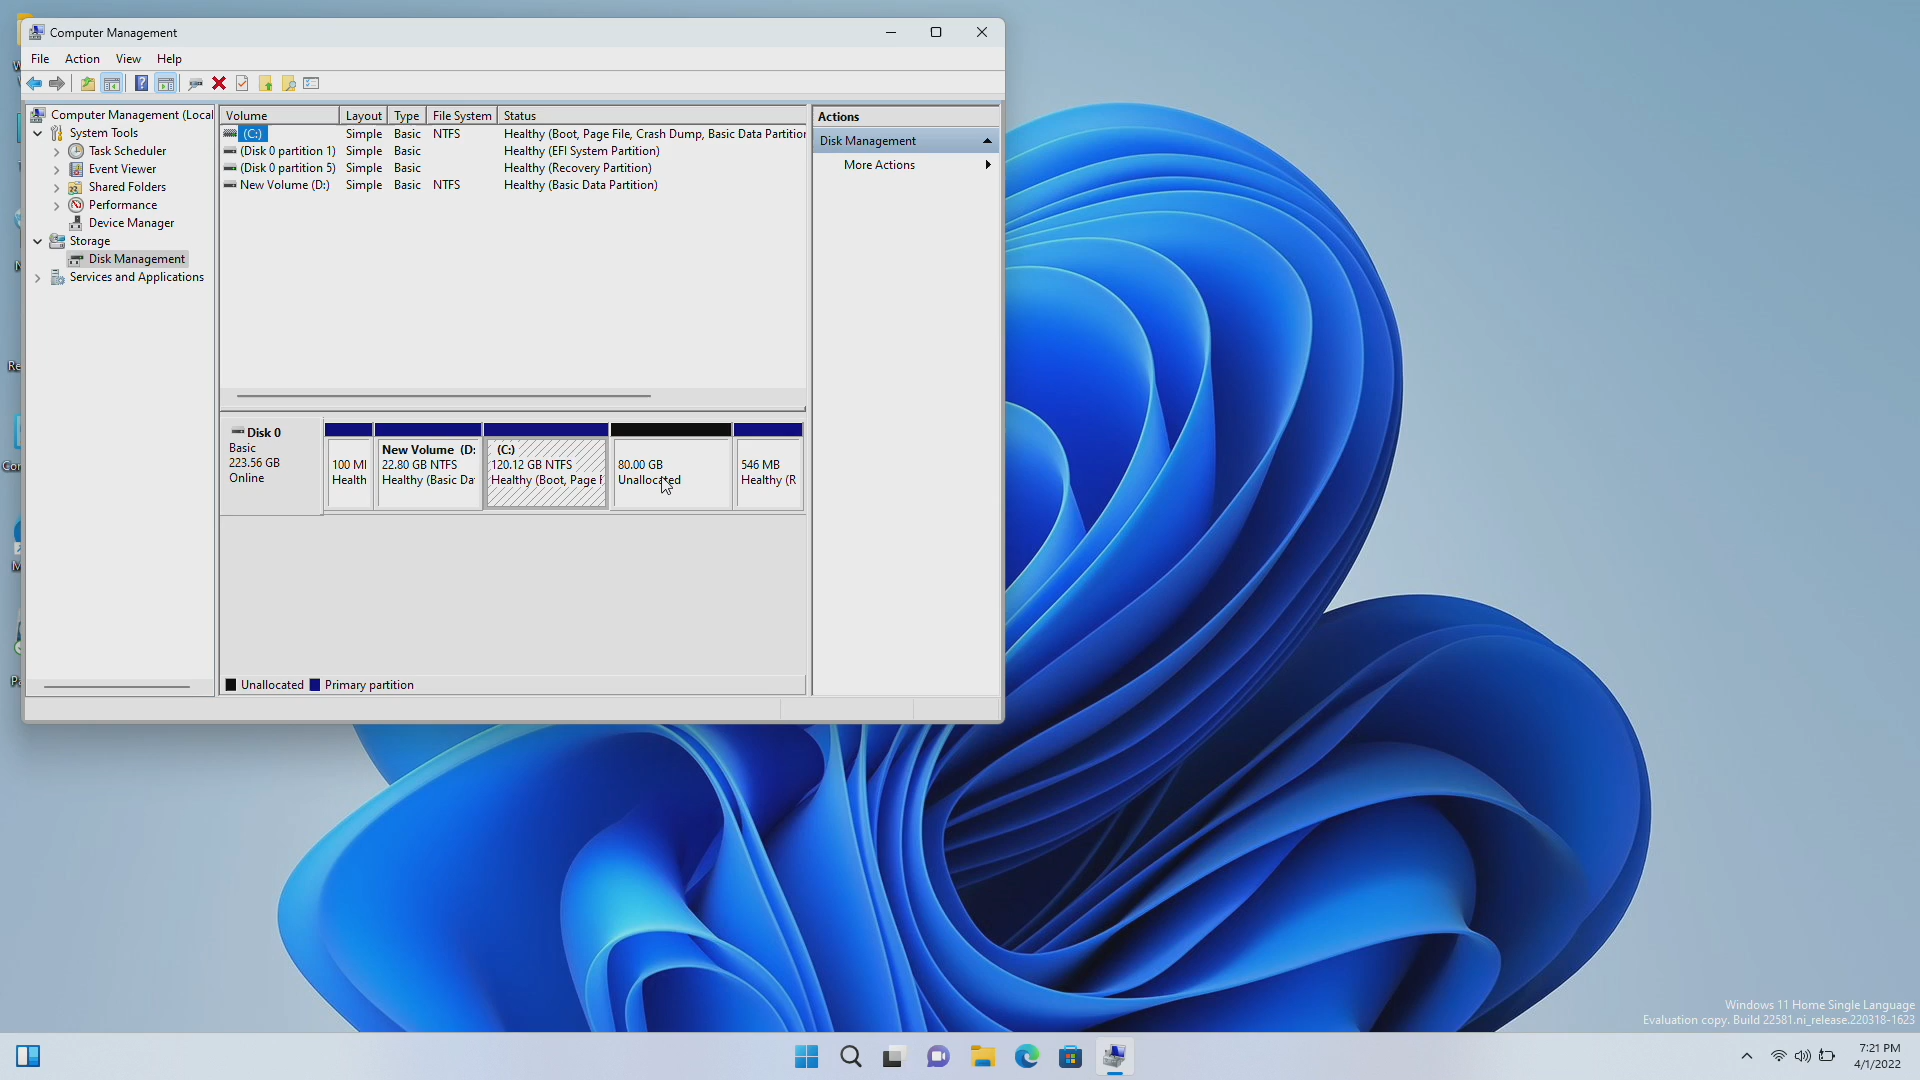 Computer Management
File Action View Help
Computer Management (Local
System Tools
Task Scheduler
Event Viewer
Shared Folders
Performance
Device Manager
Storage
Disk Management
Services and Applications
Volume Layout Type File System Status
(C:) Simple Basic NTFS Healthy (Boot, Page File, Crash Dump, Basic Data Partition
(Disk 0 partition 1) Simple Basic Healthy (EFI System Partition)
(Disk 0 partition 5) Simple Basic Healthy (Recovery Partition)
New Volume (D:) Simple Basic NTFS Healthy (Basic Data Partition)
Disk 0
Basic
223.56 GB
Online
100 MI
Health
New Volume (D:
22.80 GB NTFS
Healthy (Basic Da
(C:)
120.12 GB NTFS
Healthy (Boot, Page F
80.00 GB
Unallocated
546 MB
Healthy (R
Unallocated Primary partition
Actions
Disk Management
More Actions
Windows 11 Home Single Language
Evaluation copy. Build 22581.ni_release.220318-1623
7:21 PM
4/1/2022